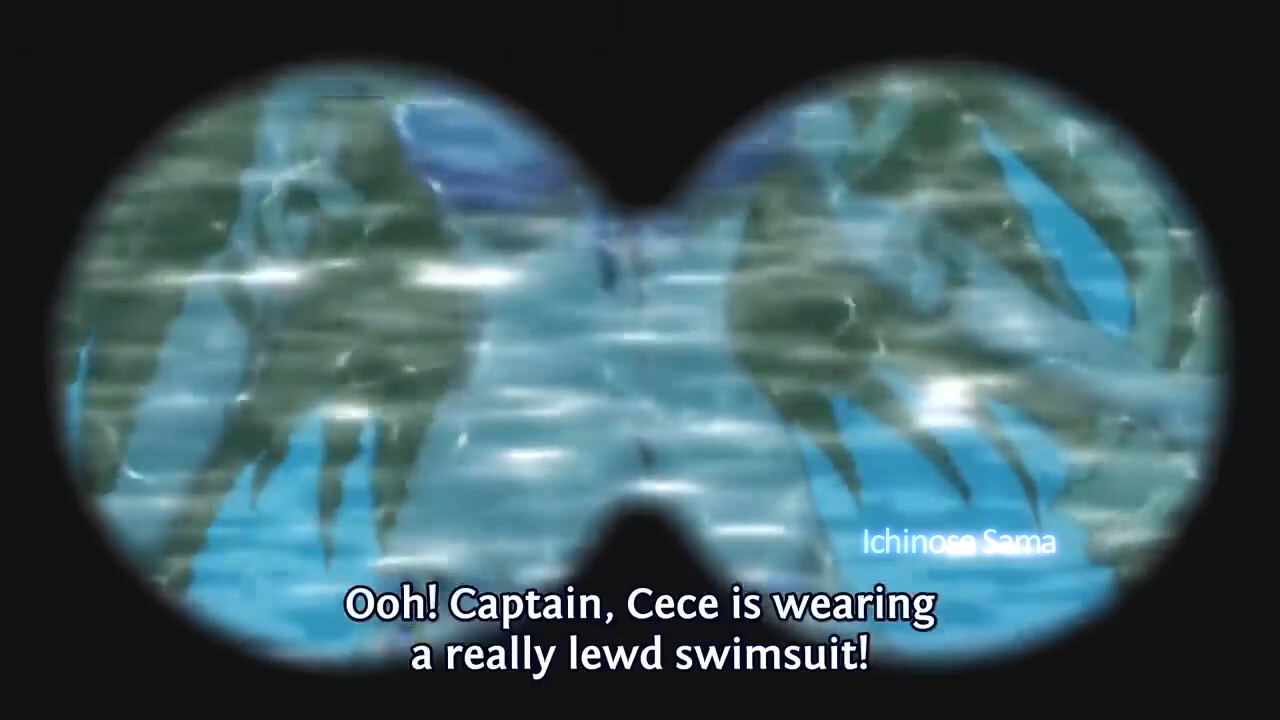 Ichinose Sama
Ooh! Captain, Cece is wearing
a really lewd swimsuit!